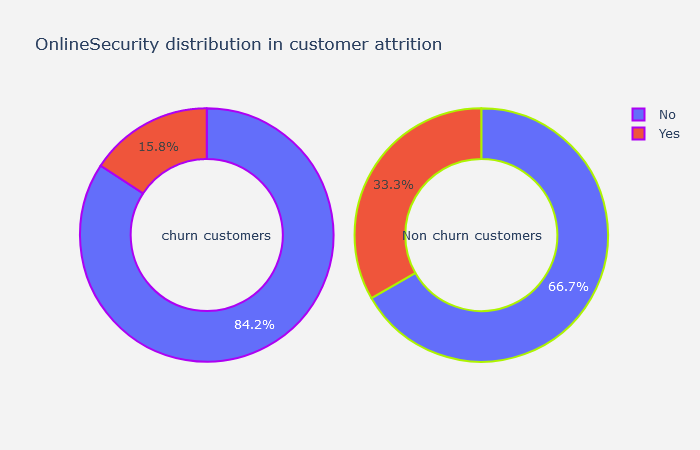 OnlineSecurity distribution in customer attrition
No
Yes
15.8%
churn customers
84.2%
33.3%
Non churn customers
66.7%